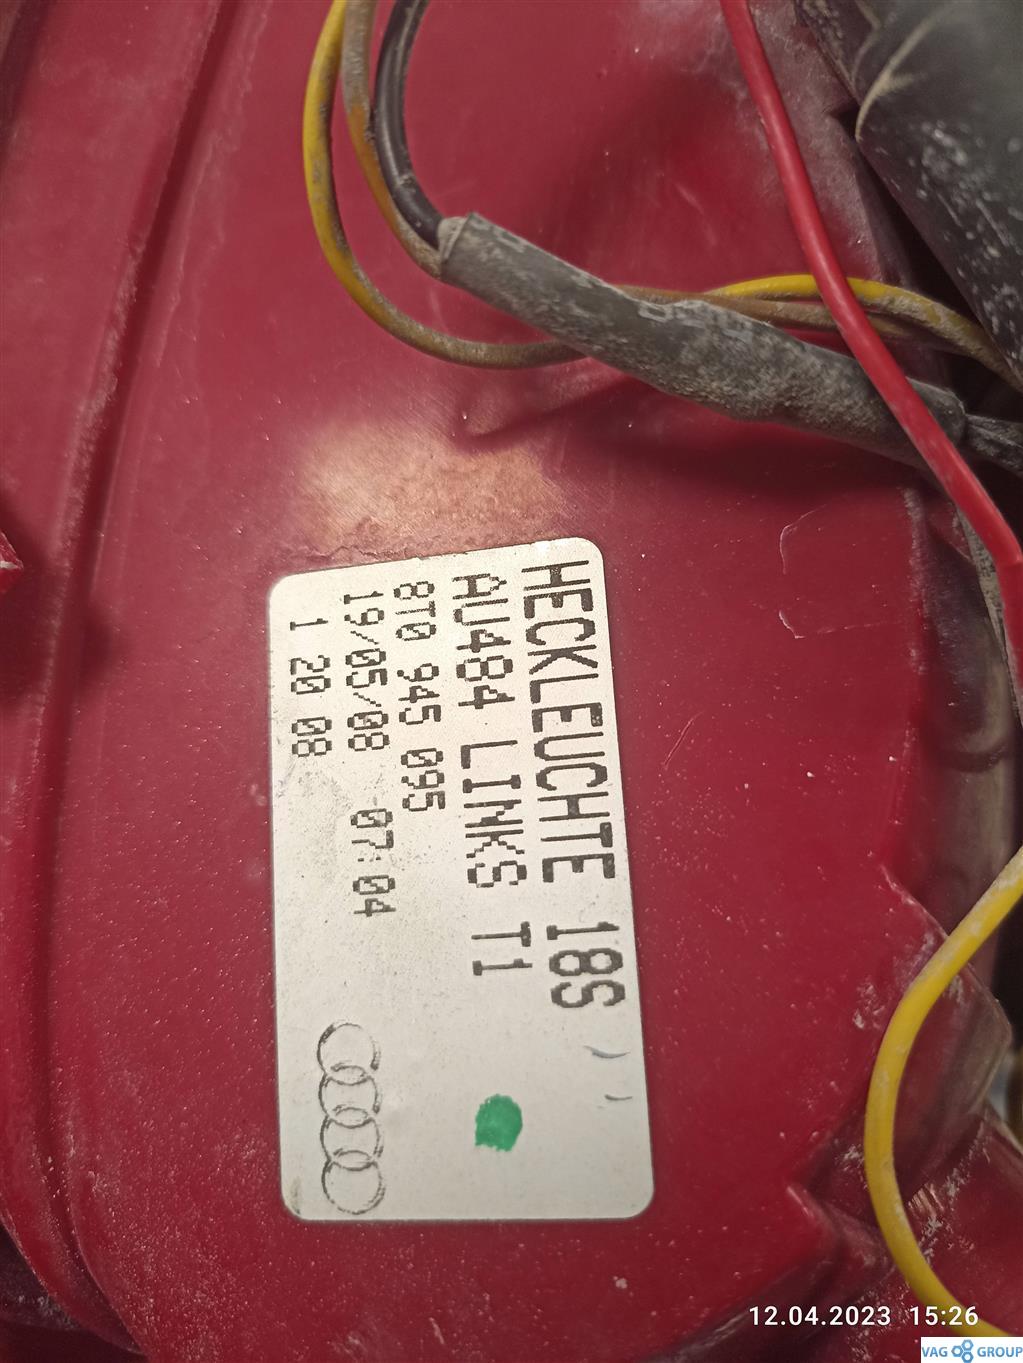 HECKLEUCHTE 18S
AU484 LINKS T1
8T0 945 095
19/05/08 07:04
1 20 08
12.04.2023 15:26
VAG GROUP